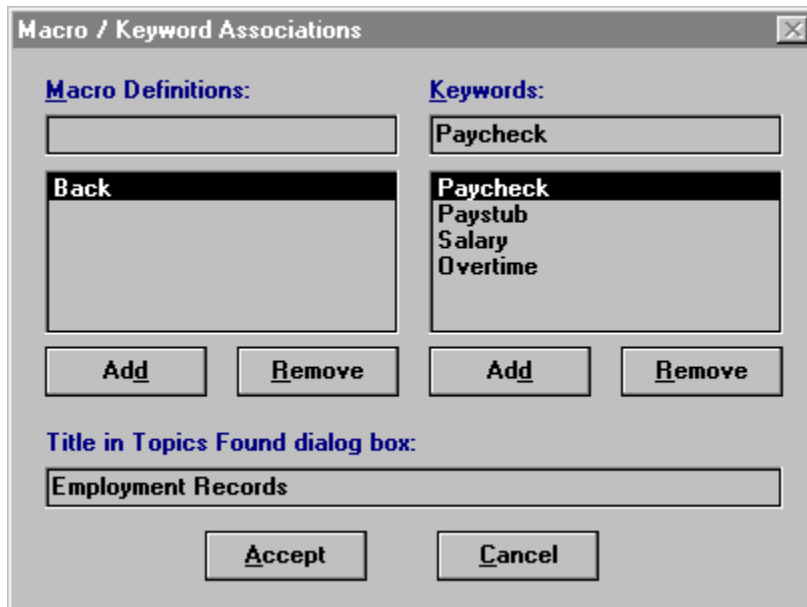 Macro / Keyword Associations
Macro Definitions:
Keywords:
Paycheck
Back
Paycheck
Paystub
Salary
Overtime
Add
Remove
Add
Remove
Title in Topics Found dialog box:
Employment Records
Accept
Cancel